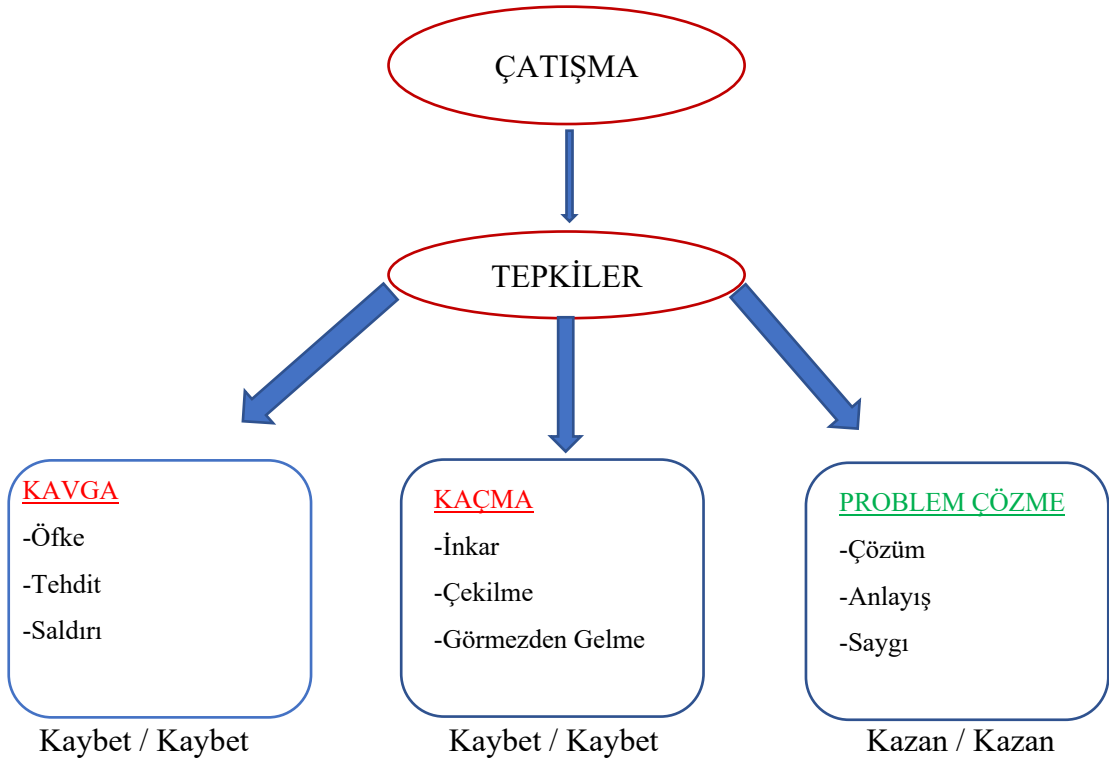 ÇATIŞMA
TEPKİLER
KAVGA
-Öfke
-Tehdit
-Saldırı
Kaybet / Kaybet
KAÇMA
-İnkar
-Çekilme
-Görmezden Gelme
Kaybet / Kaybet
PROBLEM ÇÖZME
-Çözüm
-Anlayış
-Saygı
Kazan / Kazan